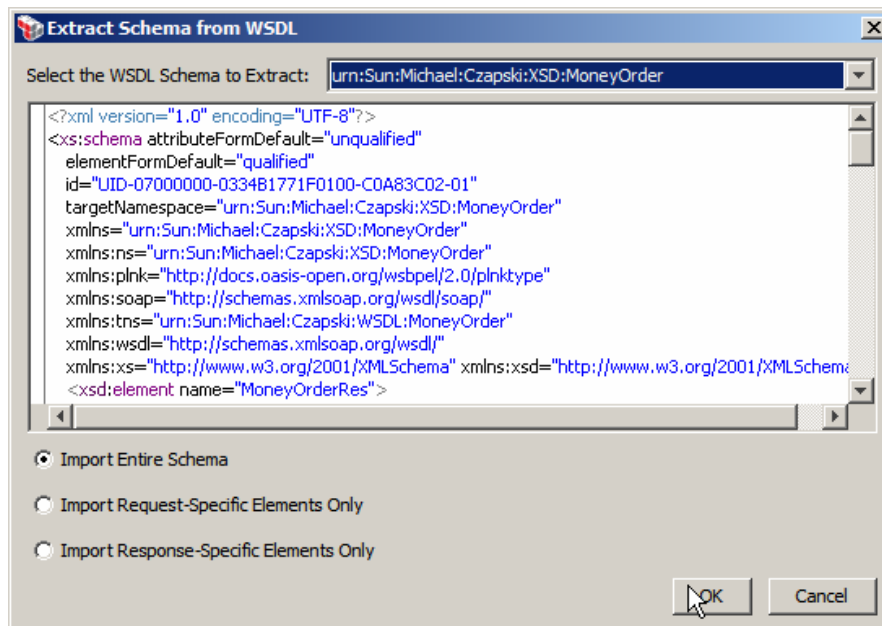 Extract Schema from WSDL
Select the WSDL Schema to Extract: urn:Sun:Michael:Czapski:XSD:MoneyOrder
<?xml version="1.0" encoding="UTF-8"?>
<xs:schema attributeFormDefault="unqualified"
elementFormDefault="qualified"
id="UID-07000000-0334B1771F0100-C0A83C02-01"
targetNamespace="urn:Sun:Michael:Czapski:XSD:MoneyOrder"
xmlns="urn:Sun:Michael:Czapski:XSD:MoneyOrder"
xmlns:ns="urn:Sun:Michael:Czapski:XSD:MoneyOrder"
xmlns:plnk="http://docs.oasis-open.org/wsbpel/2.0/plnktype"
xmlns:soap="http://schemas.xmlsoap.org/wsdl/soap/"
xmlns:tns="urn:Sun:Michael:Czapski:WSDL:MoneyOrder"
xmlns:wsdl="http://schemas.xmlsoap.org/wsdl/"
xmlns:xs="http://www.w3.org/2001/XMLSchema" xmlns:xsd="http://www.w3.org/2001/XMLSchema
<xsd:element name="MoneyOrderRes">
Import Entire Schema
Import Request-Specific Elements Only
Import Response-Specific Elements Only
OK Cancel